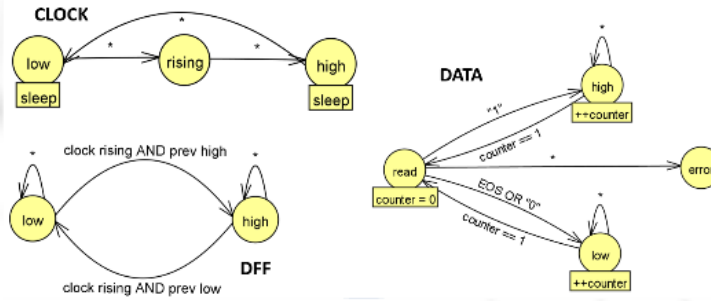 CLOCK
*
*
*
low
rising
high
sleep
sleep
clock rising AND prev high
*
*
low
high
DFF
clock rising AND prev low
DATA
*
high
++counter
"1"
counter == 1
*
read
erro
counter = 0
EOS OR "0"
counter == 1
*
low
++counter